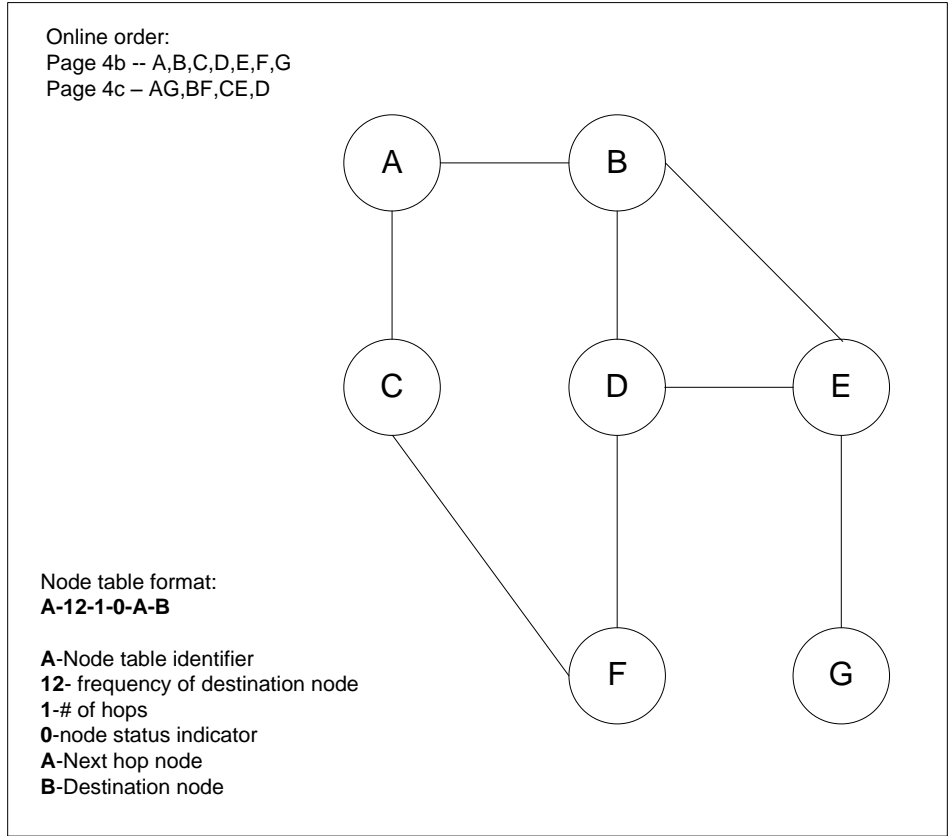 Online order:
Page 4b -- A,B,C,D,E,F,G
Page 4c – AG,BF,CE,D
A
B
C
D
E
F
G
Node table format:
A-12-1-0-A-B
A-Node table identifier
12- frequency of destination node
1-# of hops
0-node status indicator
A-Next hop node
B-Destination node